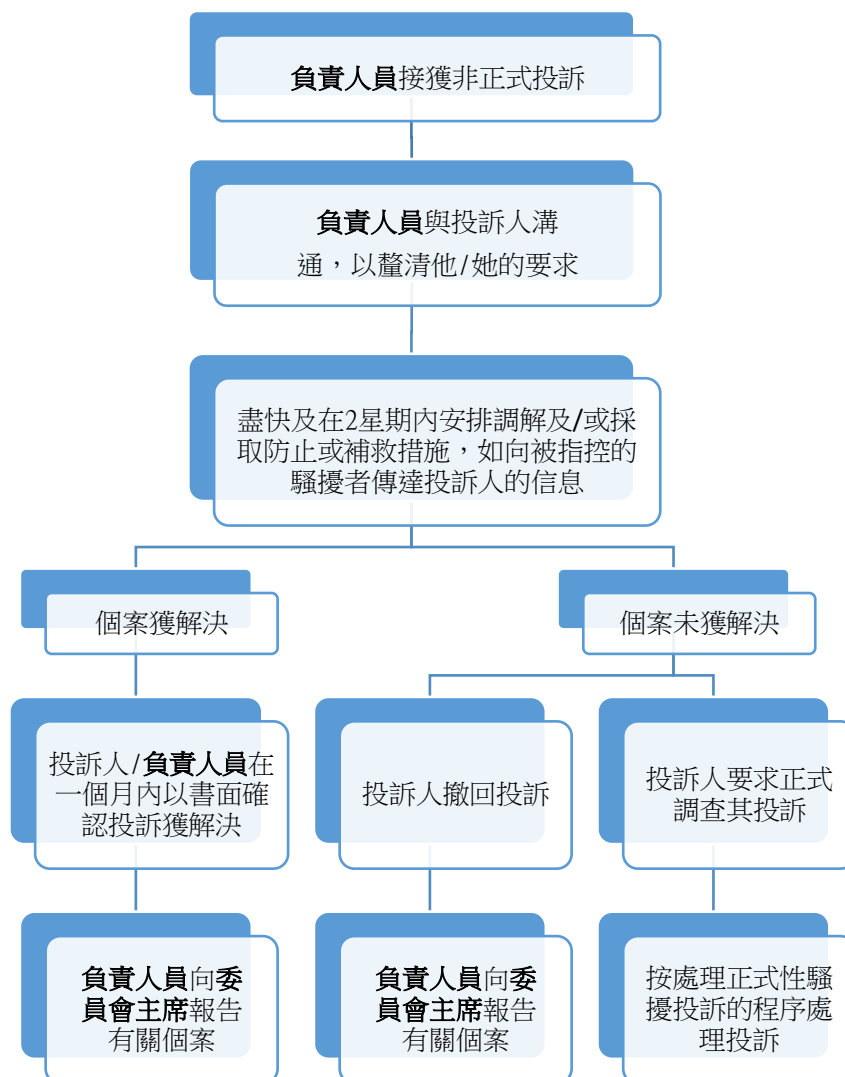 負責人員接獲非正式投訴
負責人員與投訴人溝
通，以釐清他/她的要求
盡快及在2星期內安排調解及/或採
取防止或補救措施，如向被指控的
騷擾者傳達投訴人的信息
個案獲解決
個案未獲解決
投訴人/負責人員在
一個月內以書面確
認投訴獲解決
投訴人撤回投訴
投訴人要求正式
調查其投訴
負責人員向委
員會主席報告
有關個案
負責人員向委
員會主席報告
有關個案
按處理正式性騷
擾投訴的程序處
理投訴